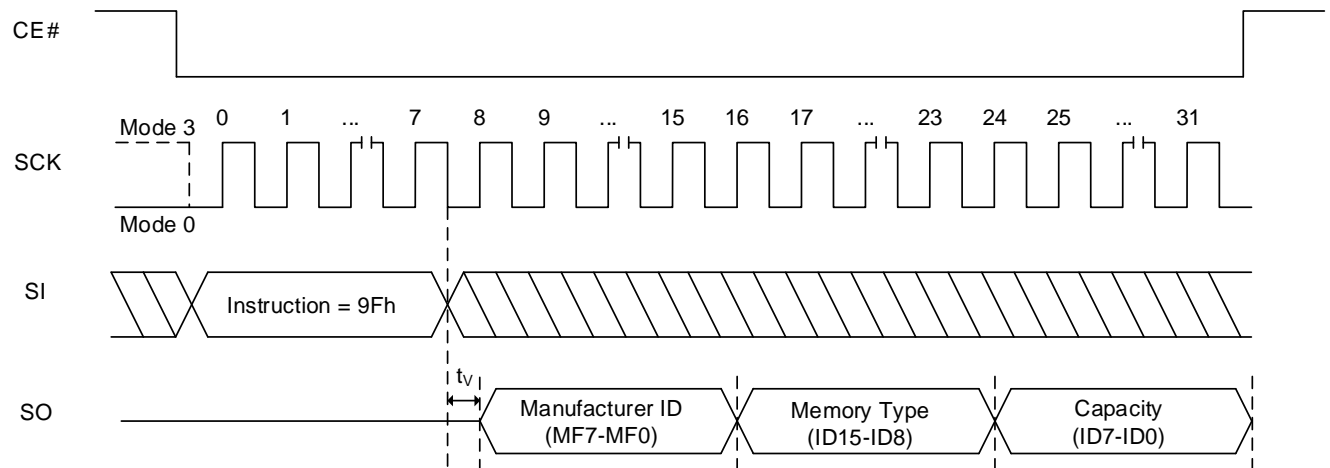 CE#
0 1 ... 7 8 9 ... 15 16 17 ... 23 24 25 ... 31
Mode 3
SCK
Mode 0
SI
Instruction = 9Fh
tV
SO
Manufacturer ID
(MF7-MF0)
Memory Type
(ID15-ID8)
Capacity
(ID7-ID0)